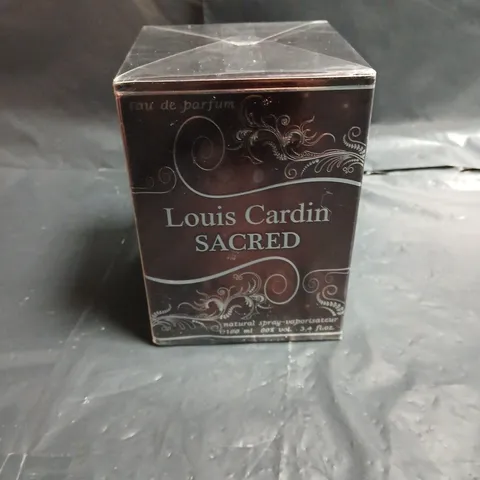 eau de parfum
Louis Cardin
SACRED
natural spray-vaporisateur
100 ml 80% vol. 3.4 fl.oz.